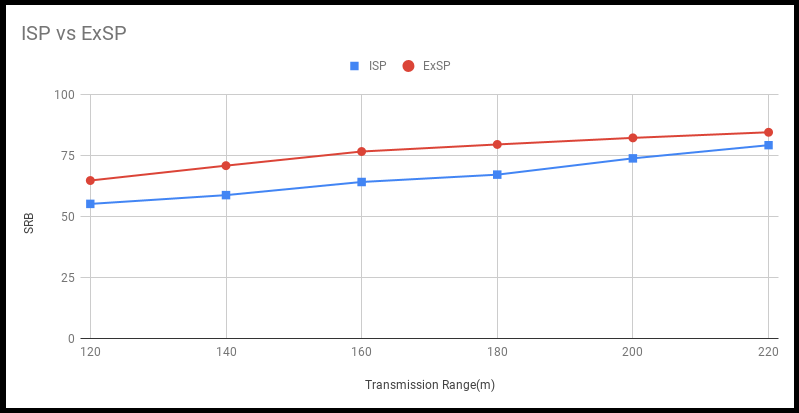 ISP vs ExSP
ISP ExSP
100
75
50
25
0
SRB
120 140 160 180 200 220
Transmission Range(m)